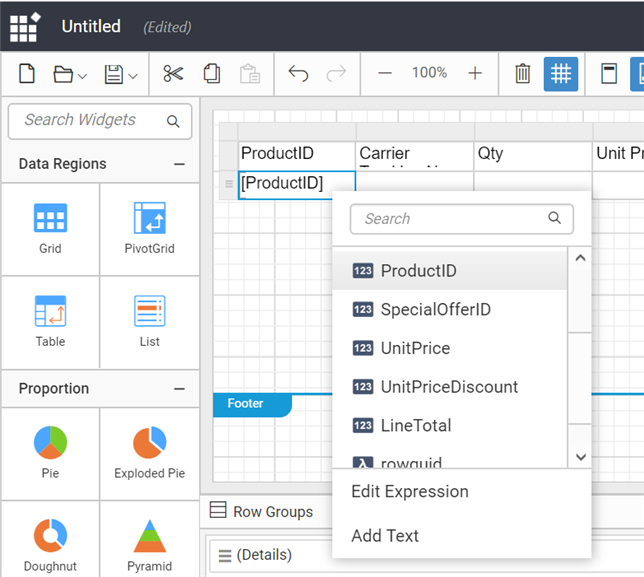 Untitled (Edited)
100%
Search Widgets
Data Regions
Grid PivotGrid
Table List
Proportion
Pie Exploded Pie
Doughnut Pyramid
ProductID Carrier Qty Unit
[ProductID]
Search
123 ProductID
123 SpecialOfferID
123 UnitPrice
123 UnitPriceDiscount
123 LineTotal
rowguid
Edit Expression
Add Text
Footer
Row Groups
(Details)